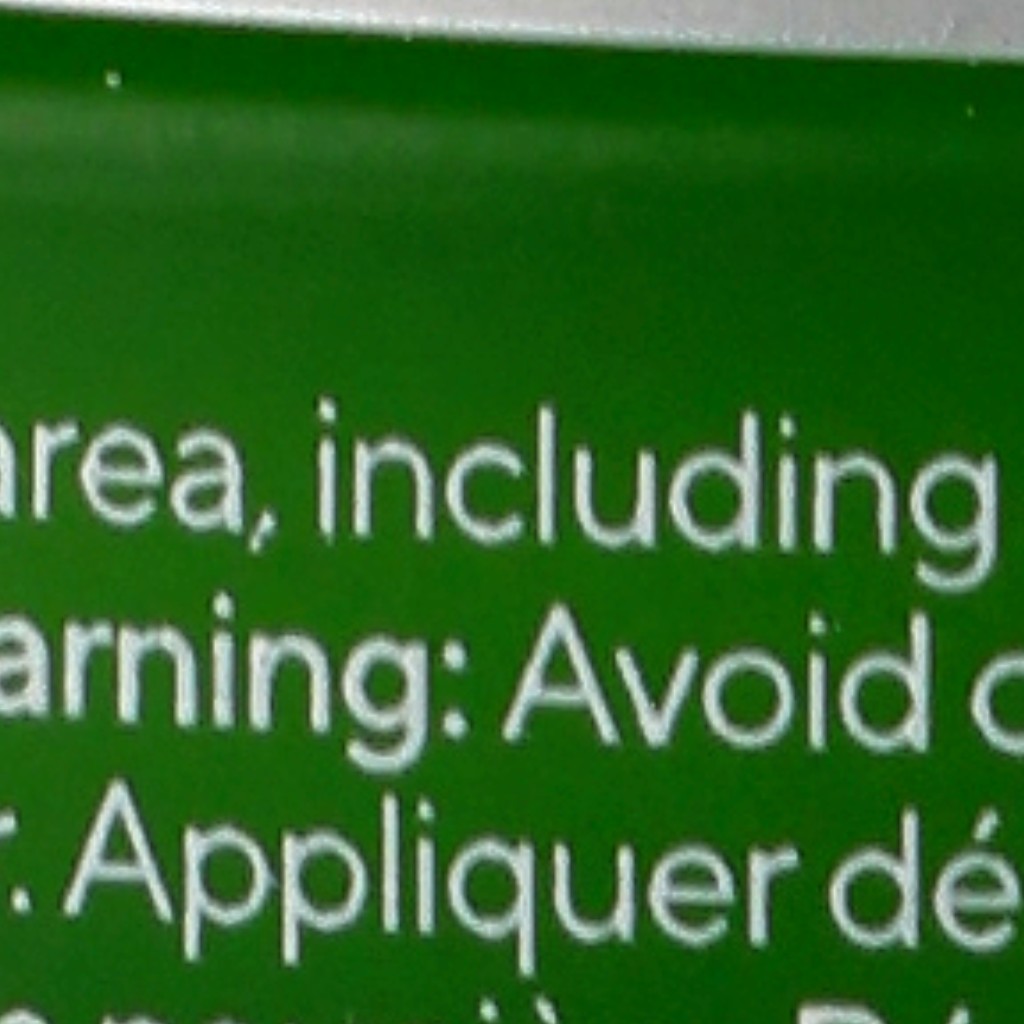 area, including
arning: Avoid
. Appliquer dé